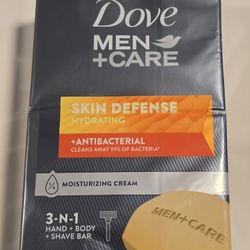 Dove
MEN
+CARE
SKIN DEFENSE
HYDRATING
+ANTIBACTERIAL
CLEANS AWAY 99% OF BACTERIA*
¼ MOISTURIZING CREAM
3-N-1
HAND + BODY
+ SHAVE BAR
MEN+CARE